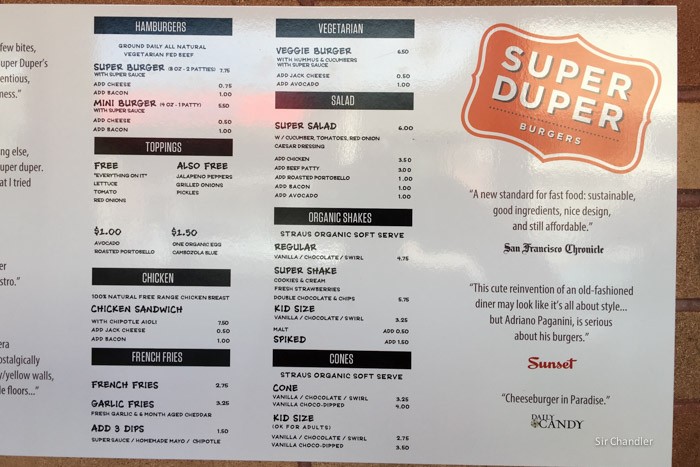 few bites,
uper Duper's
entious,
ness."
ng else,
uper duper.
at I tried
er
stro."
era
ostalgically
/yellow walls,
le floors..."
HAMBURGERS
GROUND DAILY ALL NATURAL
VEGETARIAN FED BEEF
SUPER BURGER (8 OZ - 2 PATTIES) 7.75
WITH SUPER SAUCE
ADD CHEESE 0.75
ADD BACON 1.00
MINI BURGER (4 OZ - 1 PATTY) 5.50
WITH SUPER SAUCE
ADD CHEESE 0.50
ADD BACON 1.00
TOPPINGS
FREE
"EVERYTHING ON IT"
LETTUCE
TOMATO
RED ONIONS
ALSO FREE
JALAPENO PEPPERS
GRILLED ONIONS
PICKLES
$1.00
AVOCADO
ROASTED PORTOBELLO
$1.50
ONE ORGANIC EGG
CAMBOZOLA BLUE
CHICKEN
100% NATURAL FREE RANGE CHICKEN BREAST
CHICKEN SANDWICH
WITH CHIPOTLE AIOLI 7.50
ADD JACK CHEESE 0.50
ADD BACON 1.00
FRENCH FRIES
FRENCH FRIES 2.75
GARLIC FRIES 3.25
FRESH GARLIC & 6 MONTH AGED CHEDDAR
ADD 3 DIPS 1.50
SUPER SAUCE / HOMEMADE MAYO / CHIPOTLE
VEGETARIAN
VEGGIE BURGER 6.50
WITH HUMMUS & CUCUMBERS
WITH SUPER SAUCE
ADD JACK CHEESE 0.50
ADD AVOCADO 1.00
SALAD
SUPER SALAD 6.00
W / CUCUMBER, TOMATOES, RED ONION
CAESAR DRESSING
ADD CHICKEN 3.50
ADD BEEF PATTY 3.00
ADD ROASTED PORTOBELLO 1.00
ADD BACON 1.00
ADD AVOCADO 1.00
ORGANIC SHAKES
STRAUS ORGANIC SOFT SERVE
REGULAR
VANILLA / CHOCOLATE / SWIRL 4.75
SUPER SHAKE
COOKIES & CREAM
FRESH STRAWBERRIES
DOUBLE CHOCOLATE & CHIPS 5.75
KID SIZE
VANILLA / CHOCOLATE / SWIRL 3.25
MALT ADD 0.50
SPIKED ADD 1.50
CONES
STRAUS ORGANIC SOFT SERVE
CONE
VANILLA / CHOCOLATE / SWIRL 3.25
VANILLA CHOCO-DIPPED 4.00
KID SIZE
(OK FOR ADULTS)
VANILLA / CHOCOLATE / SWIRL 2.75
VANILLA CHOCO-DIPPED 3.50
SUPER
DUPER
BURGERS
"A new standard for fast food: sustainable,
good ingredients, nice design,
and still affordable."
San Francisco Chronicle
"This cute reinvention of an old-fashioned
diner may look like it's all about style...
but Adriano Paganini, is serious
about his burgers."
Sunset
"Cheeseburger in Paradise."
DAILY
CANDY
Sir Chandler